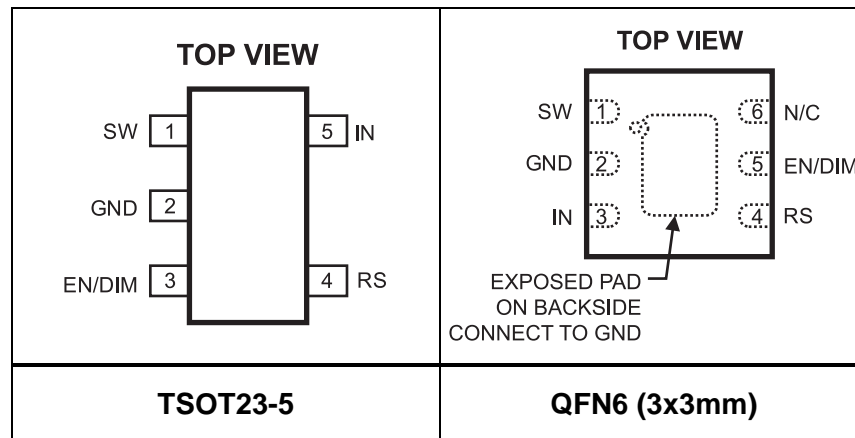 TOP VIEW
SW 1 5 IN
GND 2
EN/DIM 3 4 RS
TSOT23-5
TOP VIEW
SW 1 6 N/C
GND 2 5 EN/DIM
IN 3 4 RS
EXPOSED PAD
ON BACKSIDE
CONNECT TO GND
QFN6 (3x3mm)